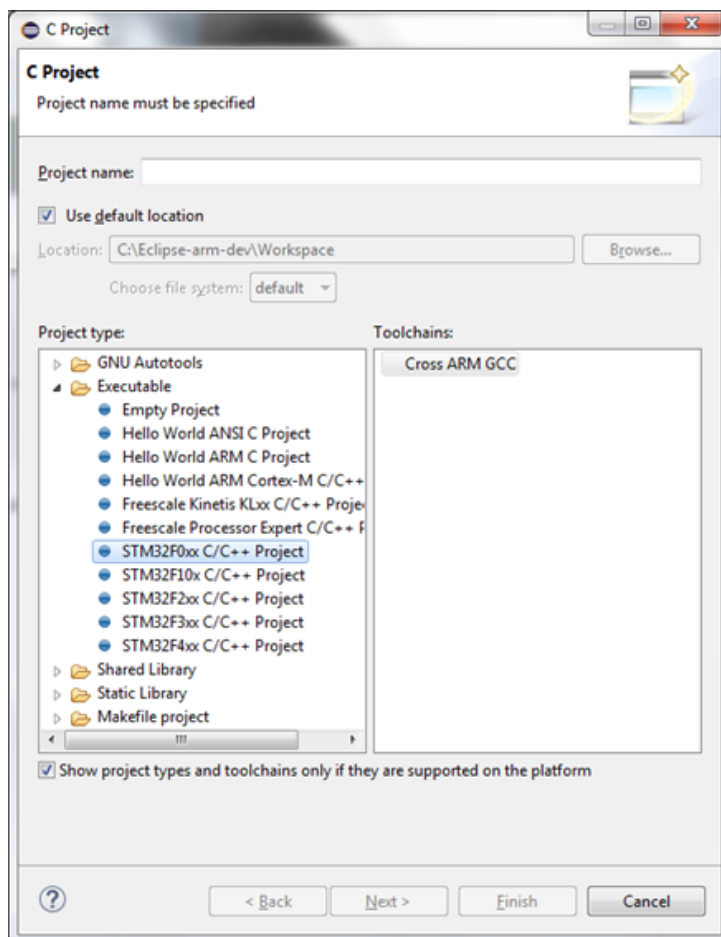 C Project
C Project
Project name must be specified
Project name:
Use default location
Location: C:\Eclipse-arm-dev\Workspace Browse...
Choose file system: default
Project type: Toolchains:
GNU Autotools Cross ARM GCC
Executable
Empty Project
Hello World ANSI C Project
Hello World ARM C Project
Hello World ARM Cortex-M C/C++
Freescale Kinetis KLxx C/C++ Proje
Freescale Processor Expert C/C++ P
STM32F0xx C/C++ Project
STM32F10x C/C++ Project
STM32F2xx C/C++ Project
STM32F3xx C/C++ Project
STM32F4xx C/C++ Project
Shared Library
Static Library
Makefile project
Show project types and toolchains only if they are supported on the platform
? < Back Next > Finish Cancel